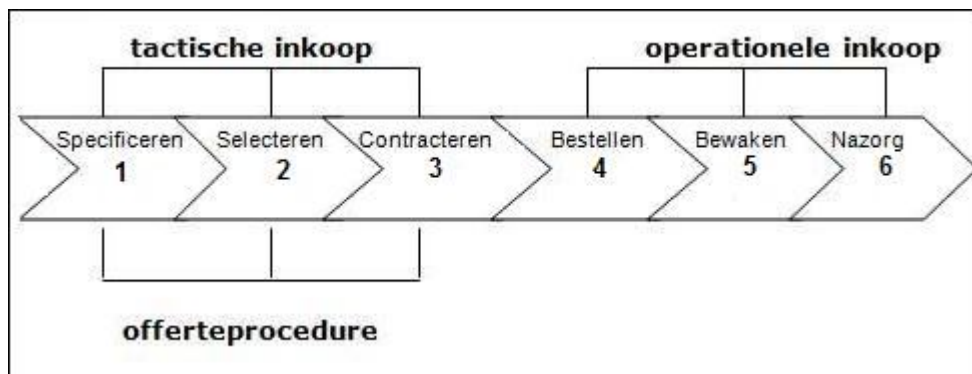 tactische inkoop
operationele inkoop
Specificeren
1
Selecteren
2
Contracteren
3
Bestellen
4
Bewaken
5
Nazorg
6
offerteprocedure